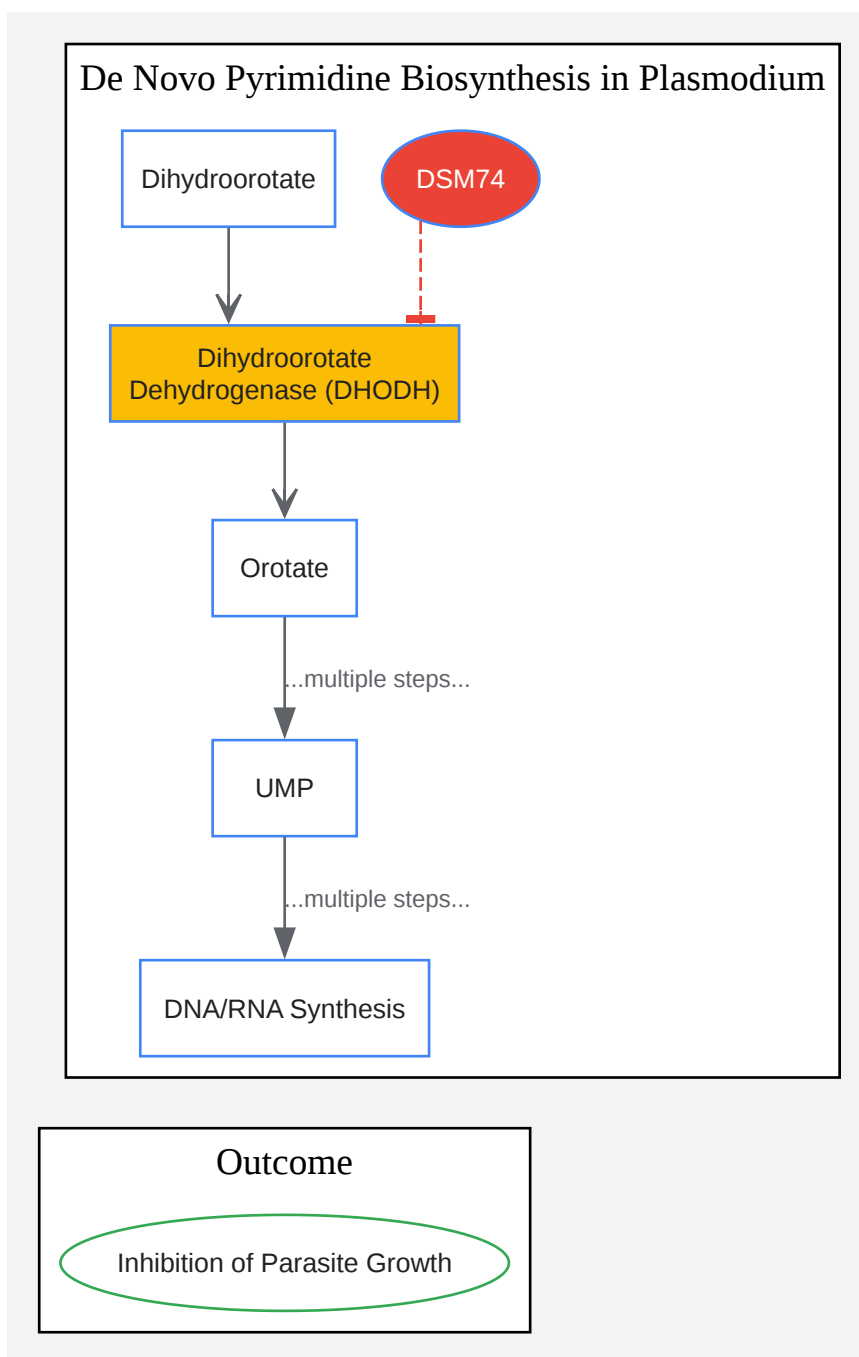 De Novo Pyrimidine Biosynthesis in Plasmodium
Dihydroorotate
DSM74
Dihydroorotate
Dehydrogenase (DHODH)
Orotate
...multiple steps...
UMP
...multiple steps...
DNA/RNA Synthesis
Outcome
Inhibition of Parasite Growth